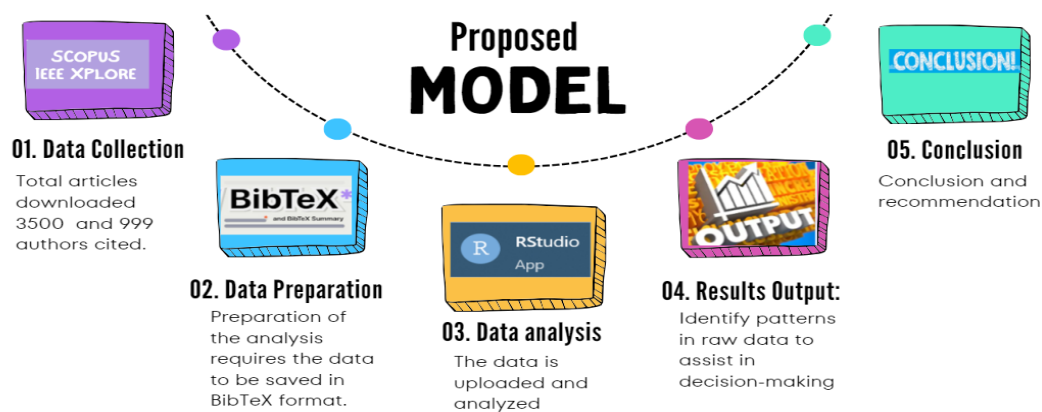 Proposed
MODEL
SCOPUS
IEEE XPLORE
01. Data Collection
Total articles
downloaded
3500 and 999
authors cited.
BibTeX*
and BibTeX Summary
02. Data Preparation
Preparation of
the analysis
requires the data
to be saved in
BibTeX format.
R
RStudio
App
03. Data analysis
The data is
uploaded and
analyzed
OUTPUT
04. Results Output:
Identify patterns
in raw data to
assist in
decision-making
CONCLUSION!
05. Conclusion
Conclusion and
recommendation